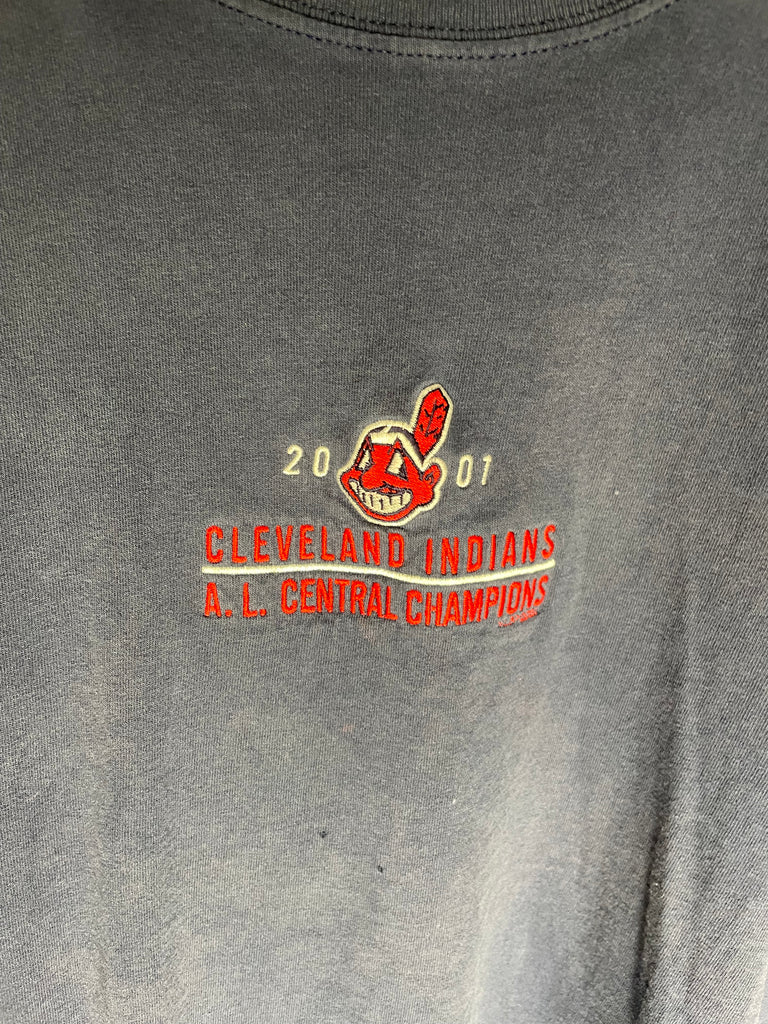 20 01
CLEVELAND INDIANS
A. L. CENTRAL CHAMPIONS